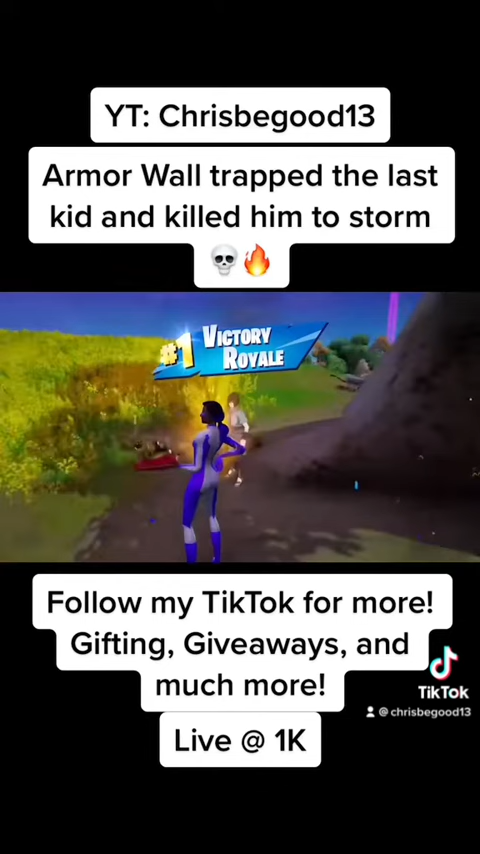 YT: Chrisbegood13
Armor Wall trapped the last
kid and killed him to storm
💀🔥
#1 VICTORY
ROYALE
Follow my TikTok for more!
Gifting, Giveaways, and
much more!
TikTok
@ chrisbegood13
Live @ 1K